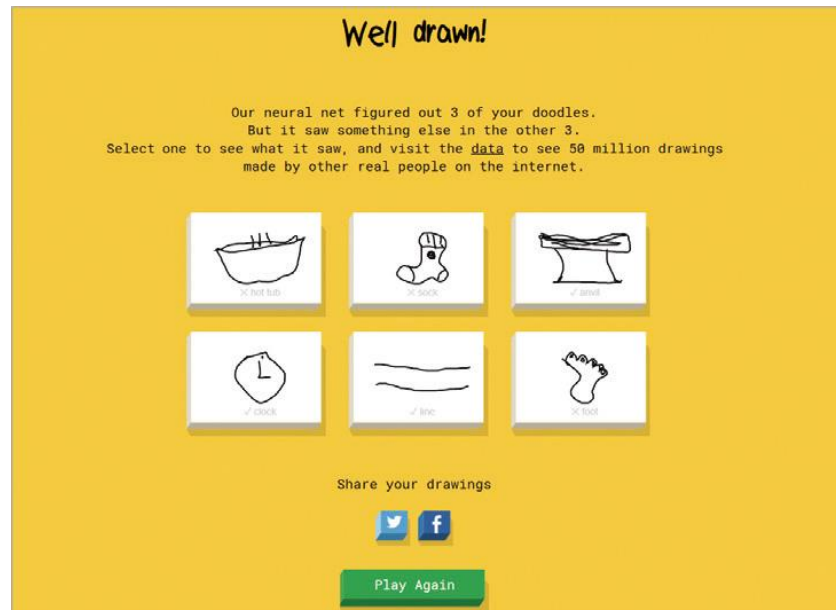 Well drawn!
Our neural net figured out 3 of your doodles.
But it saw something else in the other 3.
Select one to see what it saw, and visit the data to see 50 million drawings
made by other real people on the internet.
✕ hot tub
✕ sock
✓ anvil
✓ clock
✓ line
✕ foot
Share your drawings
Play Again